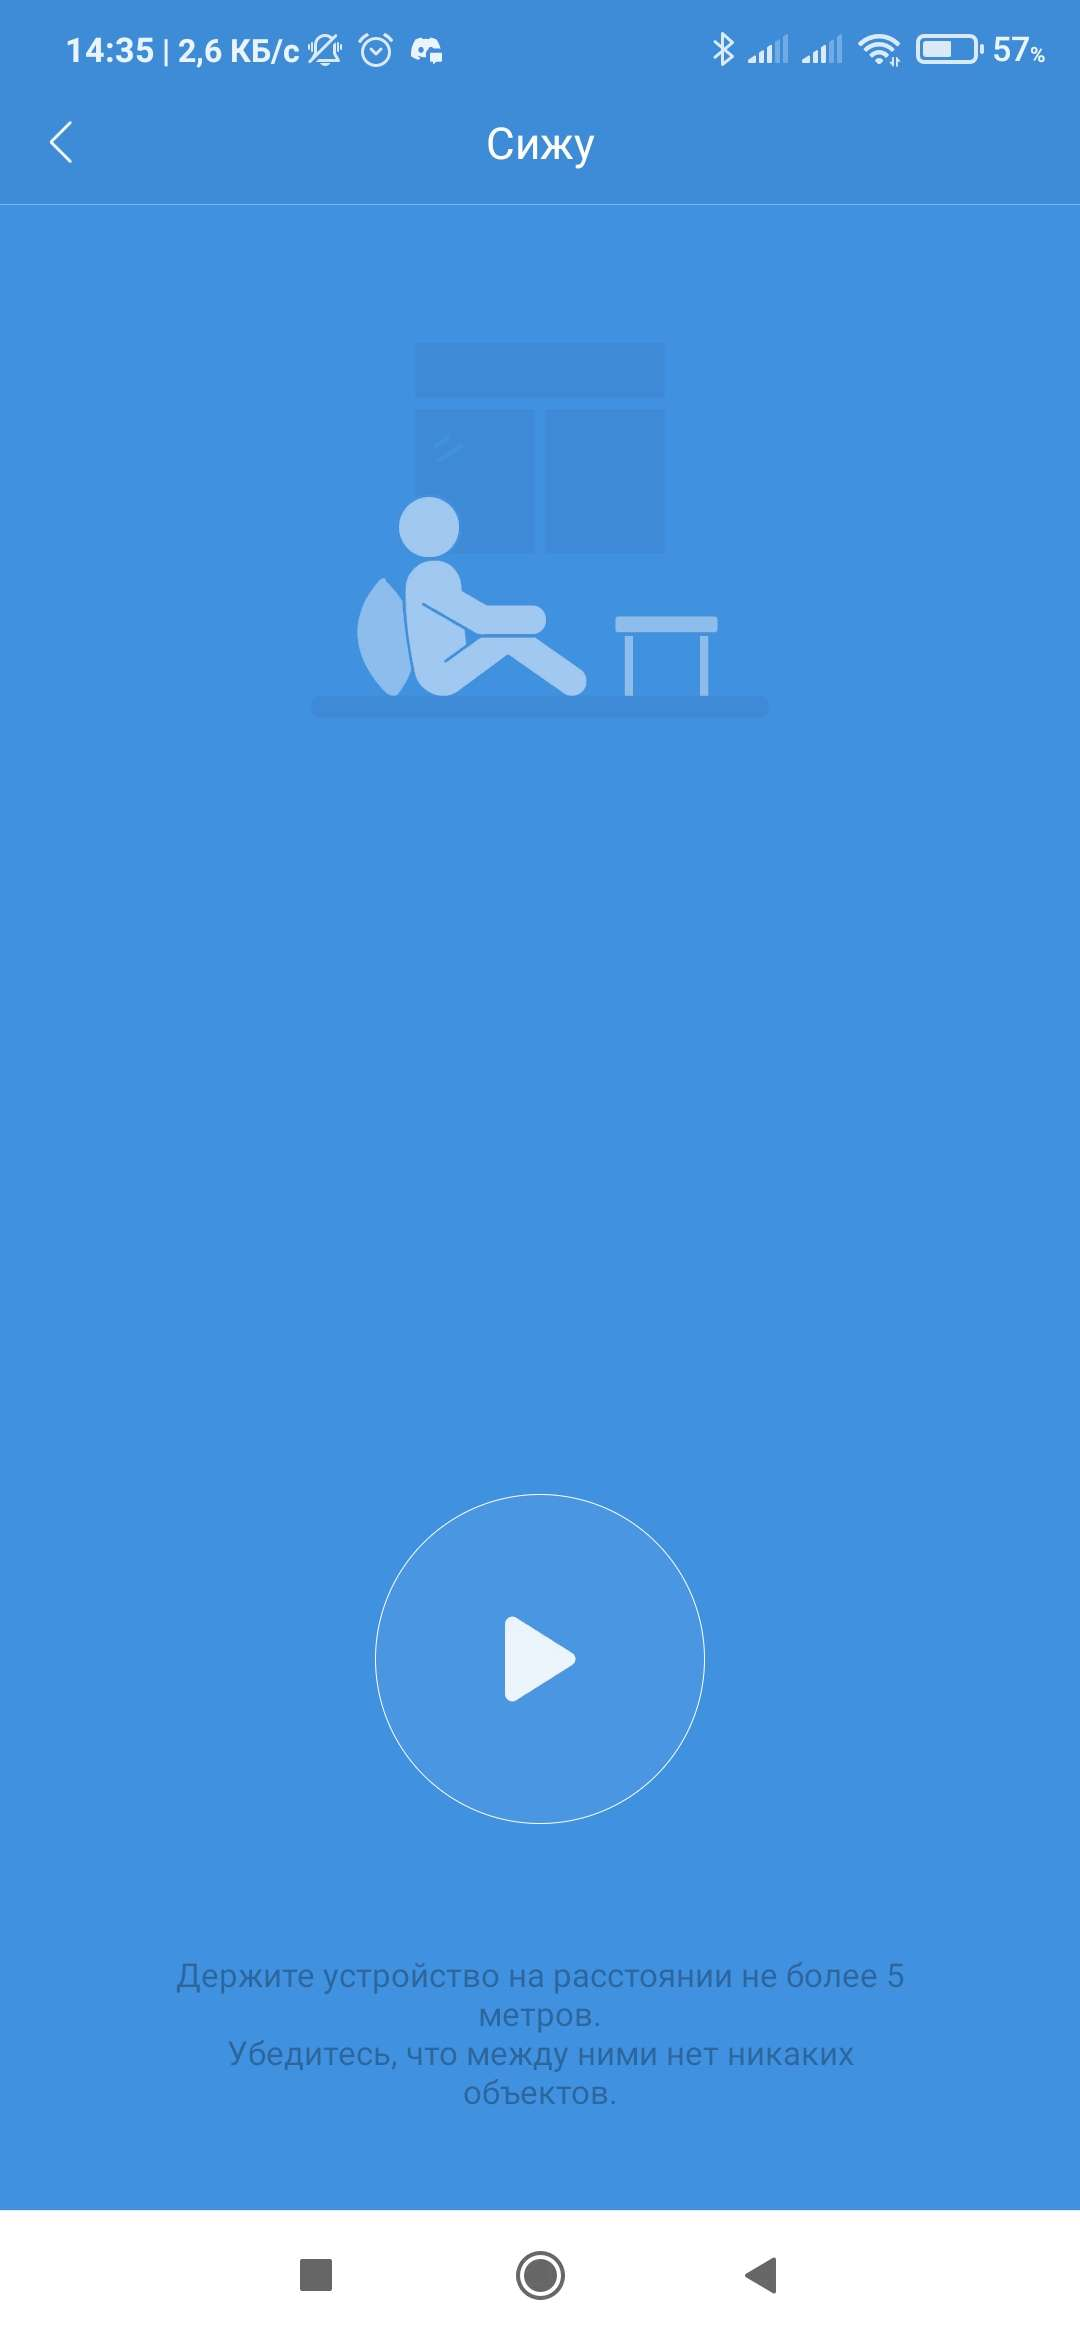 14:35 | 2,6 КБ/с 57%
Сижу
Держите устройство на расстоянии не более 5
метров.
Убедитесь, что между ними нет никаких
объектов.